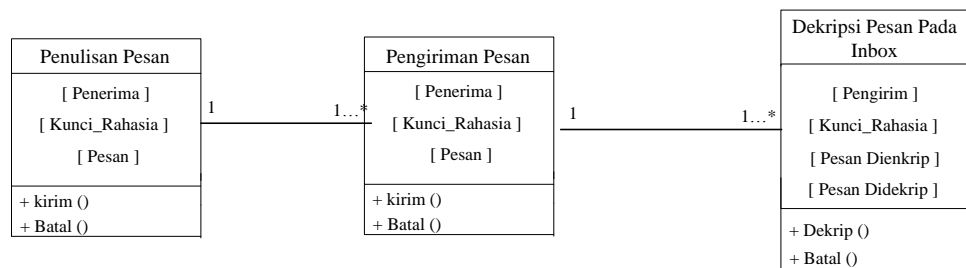 Penulisan Pesan
[ Penerima ]
[ Kunci_Rahasia ]
[ Pesan ]
+ kirim ()
+ Batal ()
1
1…*
Pengiriman Pesan
[ Penerima ]
[ Kunci_Rahasia ]
[ Pesan ]
+ kirim ()
+ Batal ()
1
1…*
Dekripsi Pesan Pada
Inbox
[ Pengirim ]
[ Kunci_Rahasia ]
[ Pesan Dienkrip ]
[ Pesan Didekrip ]
+ Dekrip ()
+ Batal ()